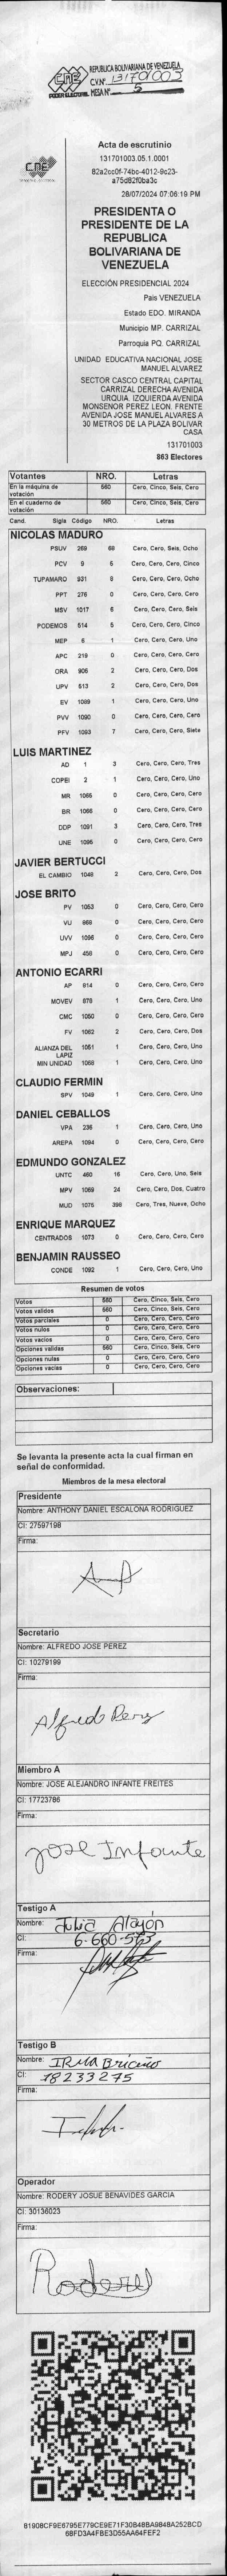 REPUBLICA BOLIVARIANA DE VENEZUELA
CNE
CV.Nº 131701003
PODER ELECTORAL MESA Nº 5
CNE
Acta de escrutinio
131701003.05.1.0001
82a2cc0f-74bc-4012-9c23-
a75d82f0ba3c
28/07/2024 07:06:19 PM
PRESIDENTA O
PRESIDENTE DE LA
REPUBLICA
BOLIVARIANA DE
VENEZUELA
ELECCIÓN PRESIDENCIAL 2024
Pais VENEZUELA
Estado EDO. MIRANDA
Municipio MP. CARRIZAL
Parroquia PQ. CARRIZAL
UNIDAD EDUCATIVA NACIONAL JOSE
MANUEL ALVAREZ
SECTOR CASCO CENTRAL CAPITAL
CARRIZAL DERECHA AVENIDA
URQUIA. IZQUIERDA AVENIDA
MONSENOR PEREZ LEON. FRENTE
AVENIDA JOSE MANUEL ALVARES A
30 METROS DE LA PLAZA BOLIVAR
CASA
131701003
863 Electores
Votantes NRO. Letras
En la máquina de votación 560 Cero, Cinco, Seis, Cero
En el cuaderno de votación 560 Cero, Cinco, Seis, Cero
Cand. Sigla Código NRO. Letras
NICOLAS MADURO
PSUV 269 68 Cero, Cero, Seis, Ocho
PCV 9 5 Cero, Cero, Cero, Cinco
TUPAMARO 931 8 Cero, Cero, Cero, Ocho
PPT 276 0 Cero, Cero, Cero, Cero
MSV 1017 6 Cero, Cero, Cero, Seis
PODEMOS 514 5 Cero, Cero, Cero, Cinco
MEP 6 1 Cero, Cero, Cero, Uno
APC 219 0 Cero, Cero, Cero, Cero
ORA 906 2 Cero, Cero, Cero, Dos
UPV 513 2 Cero, Cero, Cero, Dos
EV 1089 1 Cero, Cero, Cero, Uno
PVV 1090 0 Cero, Cero, Cero, Cero
PFV 1093 7 Cero, Cero, Cero, Siete
LUIS MARTINEZ
AD 1 3 Cero, Cero, Cero, Tres
COPEI 2 1 Cero, Cero, Cero, Uno
MR 1065 0 Cero, Cero, Cero, Cero
BR 1066 0 Cero, Cero, Cero, Cero
DDP 1091 3 Cero, Cero, Cero, Tres
UNE 1095 0 Cero, Cero, Cero, Cero
JAVIER BERTUCCI
EL CAMBIO 1048 2 Cero, Cero, Cero, Dos
JOSE BRITO
PV 1053 0 Cero, Cero, Cero, Cero
VU 868 0 Cero, Cero, Cero, Cero
UVV 1096 0 Cero, Cero, Cero, Cero
MPJ 458 0 Cero, Cero, Cero, Cero
ANTONIO ECARRI
AP 814 0 Cero, Cero, Cero, Cero
MOVEV 878 1 Cero, Cero, Cero, Uno
CMC 1050 0 Cero, Cero, Cero, Cero
FV 1062 2 Cero, Cero, Cero, Dos
ALIANZA DEL LAPIZ 1051 1 Cero, Cero, Cero, Uno
MIN UNIDAD 1068 1 Cero, Cero, Cero, Uno
CLAUDIO FERMIN
SPV 1049 1 Cero, Cero, Cero, Uno
DANIEL CEBALLOS
VPA 236 1 Cero, Cero, Cero, Uno
AREPA 1094 0 Cero, Cero, Cero, Cero
EDMUNDO GONZALEZ
UNTC 460 16 Cero, Cero, Uno, Seis
MPV 1069 24 Cero, Cero, Dos, Cuatro
MUD 1075 398 Cero, Tres, Nueve, Ocho
ENRIQUE MARQUEZ
CENTRADOS 1073 0 Cero, Cero, Cero, Cero
BENJAMIN RAUSSEO
CONDE 1092 1 Cero, Cero, Cero, Uno
Resumen de votos
Votos 560 Cero, Cinco, Seis, Cero
Votos validos 560 Cero, Cinco, Seis, Cero
Votos parciales 0 Cero, Cero, Cero, Cero
Votos nulos 0 Cero, Cero, Cero, Cero
Votos vacios 0 Cero, Cero, Cero, Cero
Opciones validas 560 Cero, Cinco, Seis, Cero
Opciones nulas 0 Cero, Cero, Cero, Cero
Opciones vacias 0 Cero, Cero, Cero, Cero
Observaciones:
Se levanta la presente acta la cual firman en
señal de conformidad.
Miembros de la mesa electoral
Presidente
Nombre: ANTHONY DANIEL ESCALONA RODRIGUEZ
CI: 27597198
Firma:
Secretario
Nombre: ALFREDO JOSE PEREZ
CI: 10279199
Firma:
Alfredo Perez
Miembro A
Nombre: JOSE ALEJANDRO INFANTE FREITES
CI: 17723786
Firma:
Jose Infante
Testigo A
Nombre: Julia Alayón
CI: 6.660.573
Firma:
Testigo B
Nombre: IRMA Briceño
CI: 18233275
Firma:
Operador
Nombre: RODERY JOSUE BENAVIDES GARCIA
CI: 30136023
Firma:
Rodery
81908CF9E6795E779CE9E71F30B48BA9848A252BCD
68FD3A4FBE3D55AA64FEF2